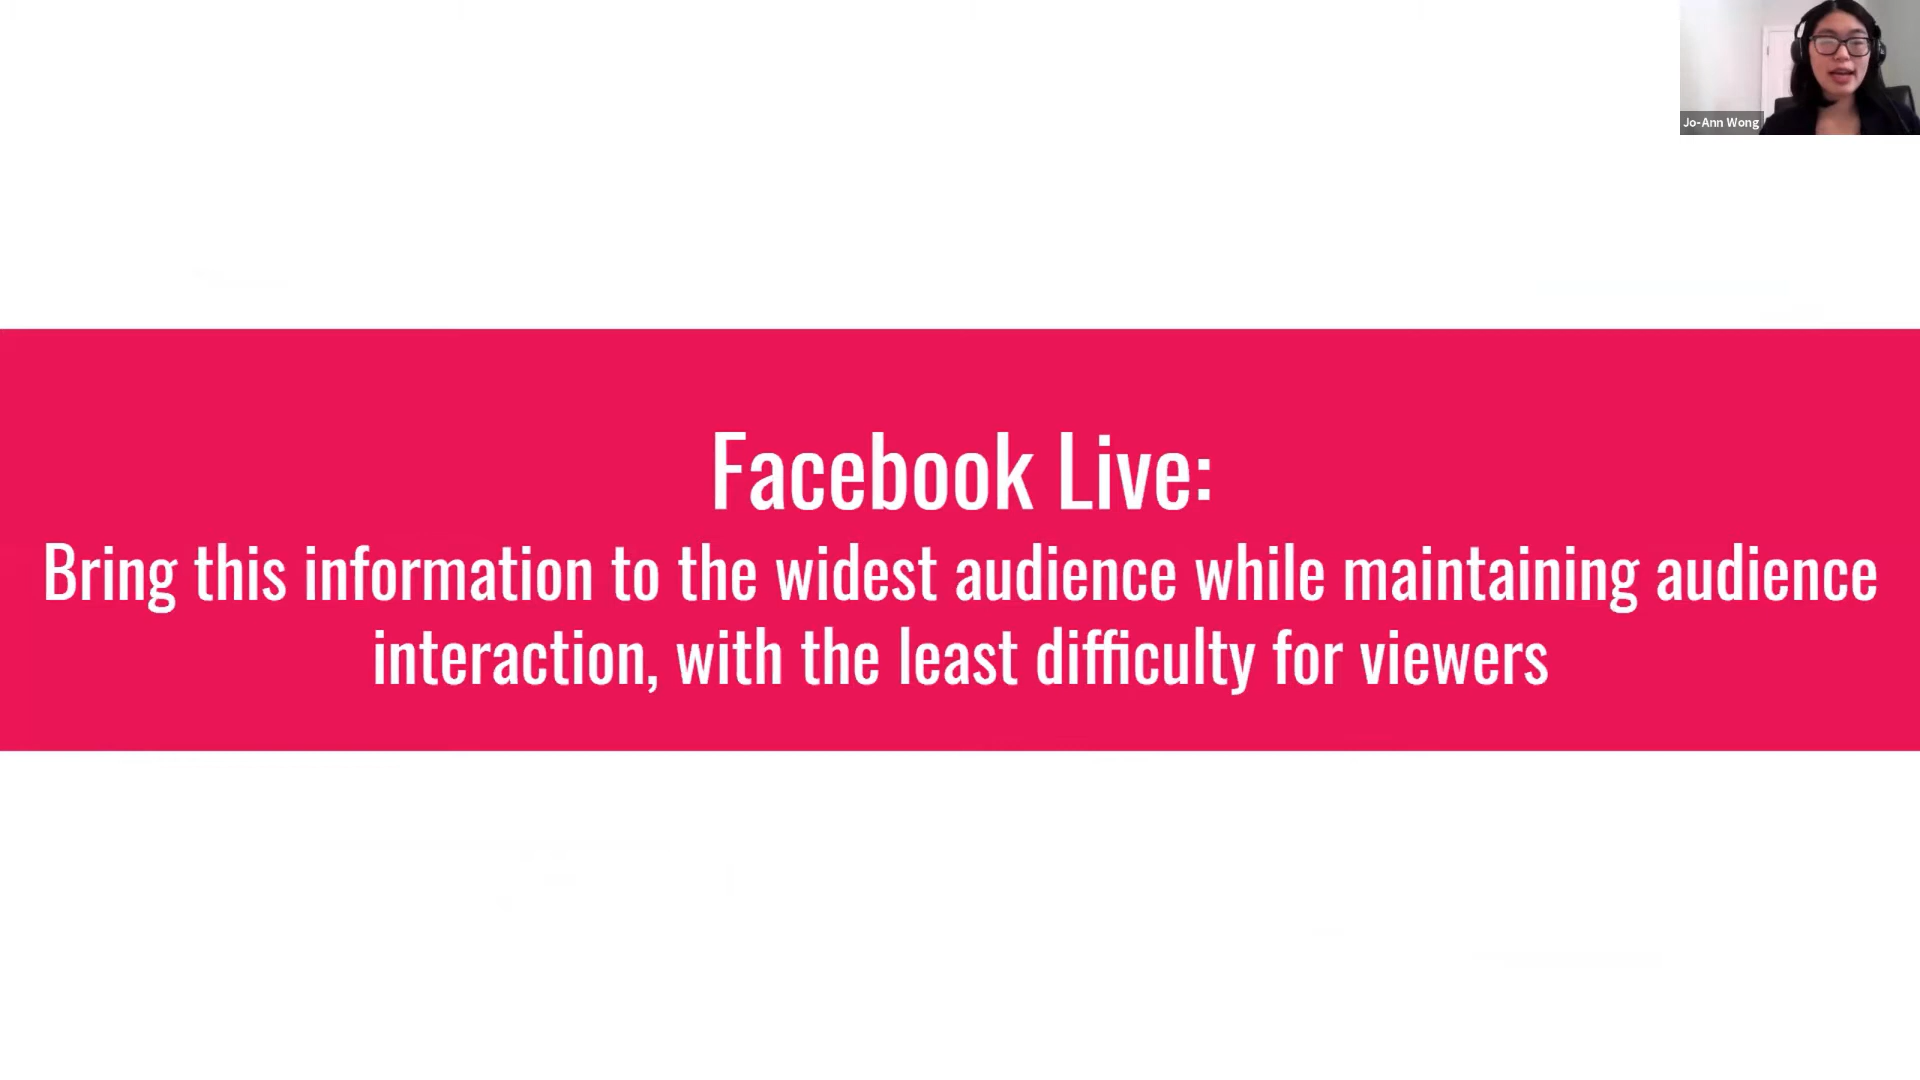 Jo-Ann Wong
Facebook Live:
Bring this information to the widest audience while maintaining audience
interaction, with the least difficulty for viewers